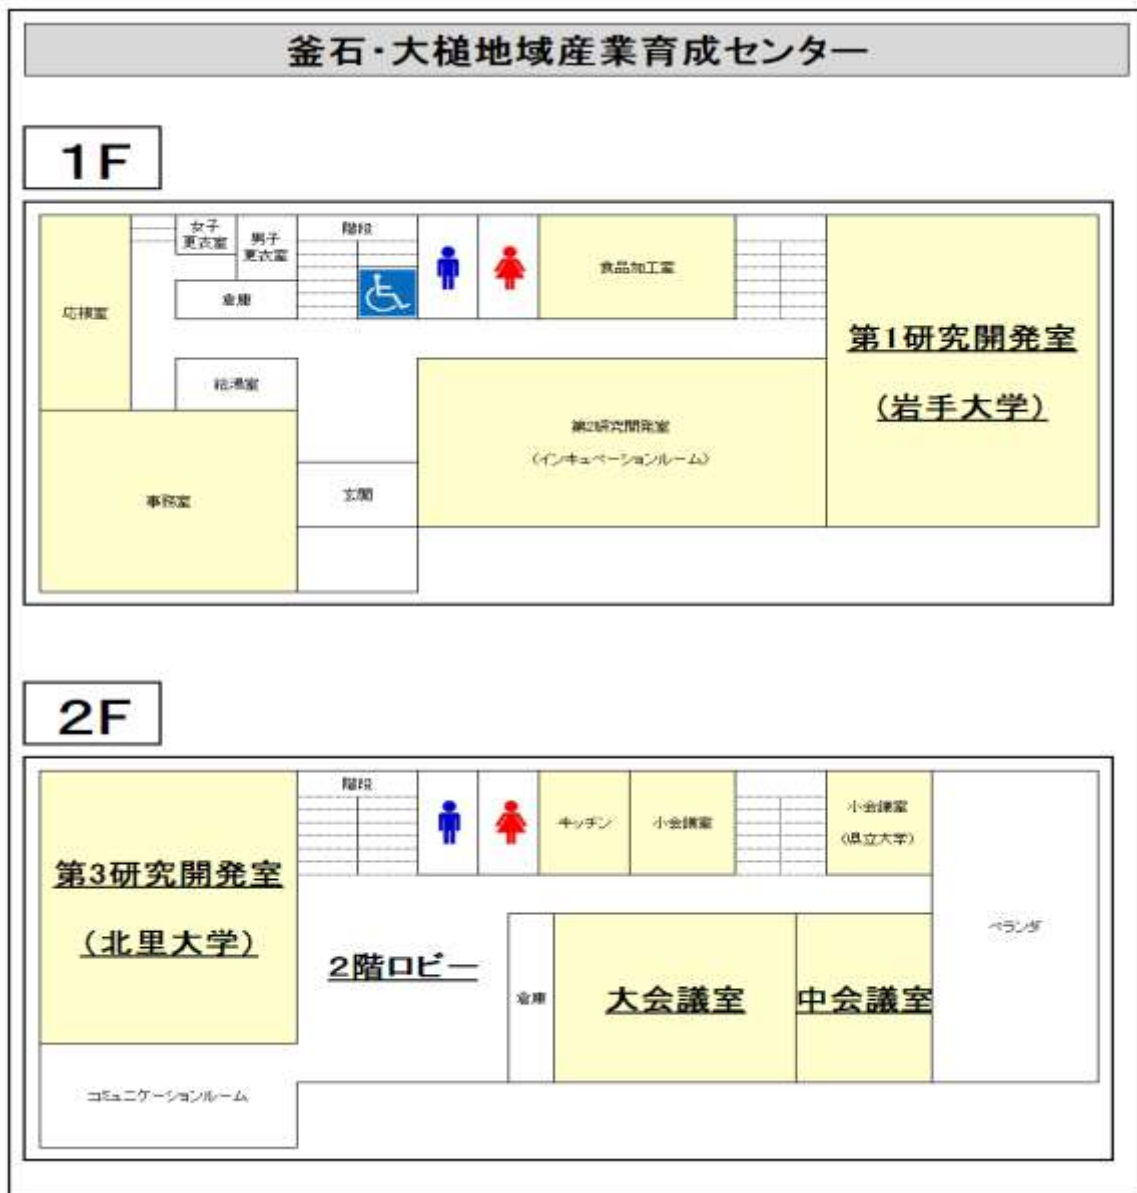 釜石・大槌地域産業育成センター
1F
女子
更衣室
男子
更衣室
階段
食品加工室
応接室
倉庫
第1研究開発室
(岩手大学)
給湯室
第2研究開発室
(インキュベーションルーム)
事務室
玄関
2F
階段
キッチン
小会議室
小会議室
(県立大学)
第3研究開発室
(北里大学)
2階ロビー
倉庫
大会議室
中会議室
ベランダ
コミュニケーションルーム